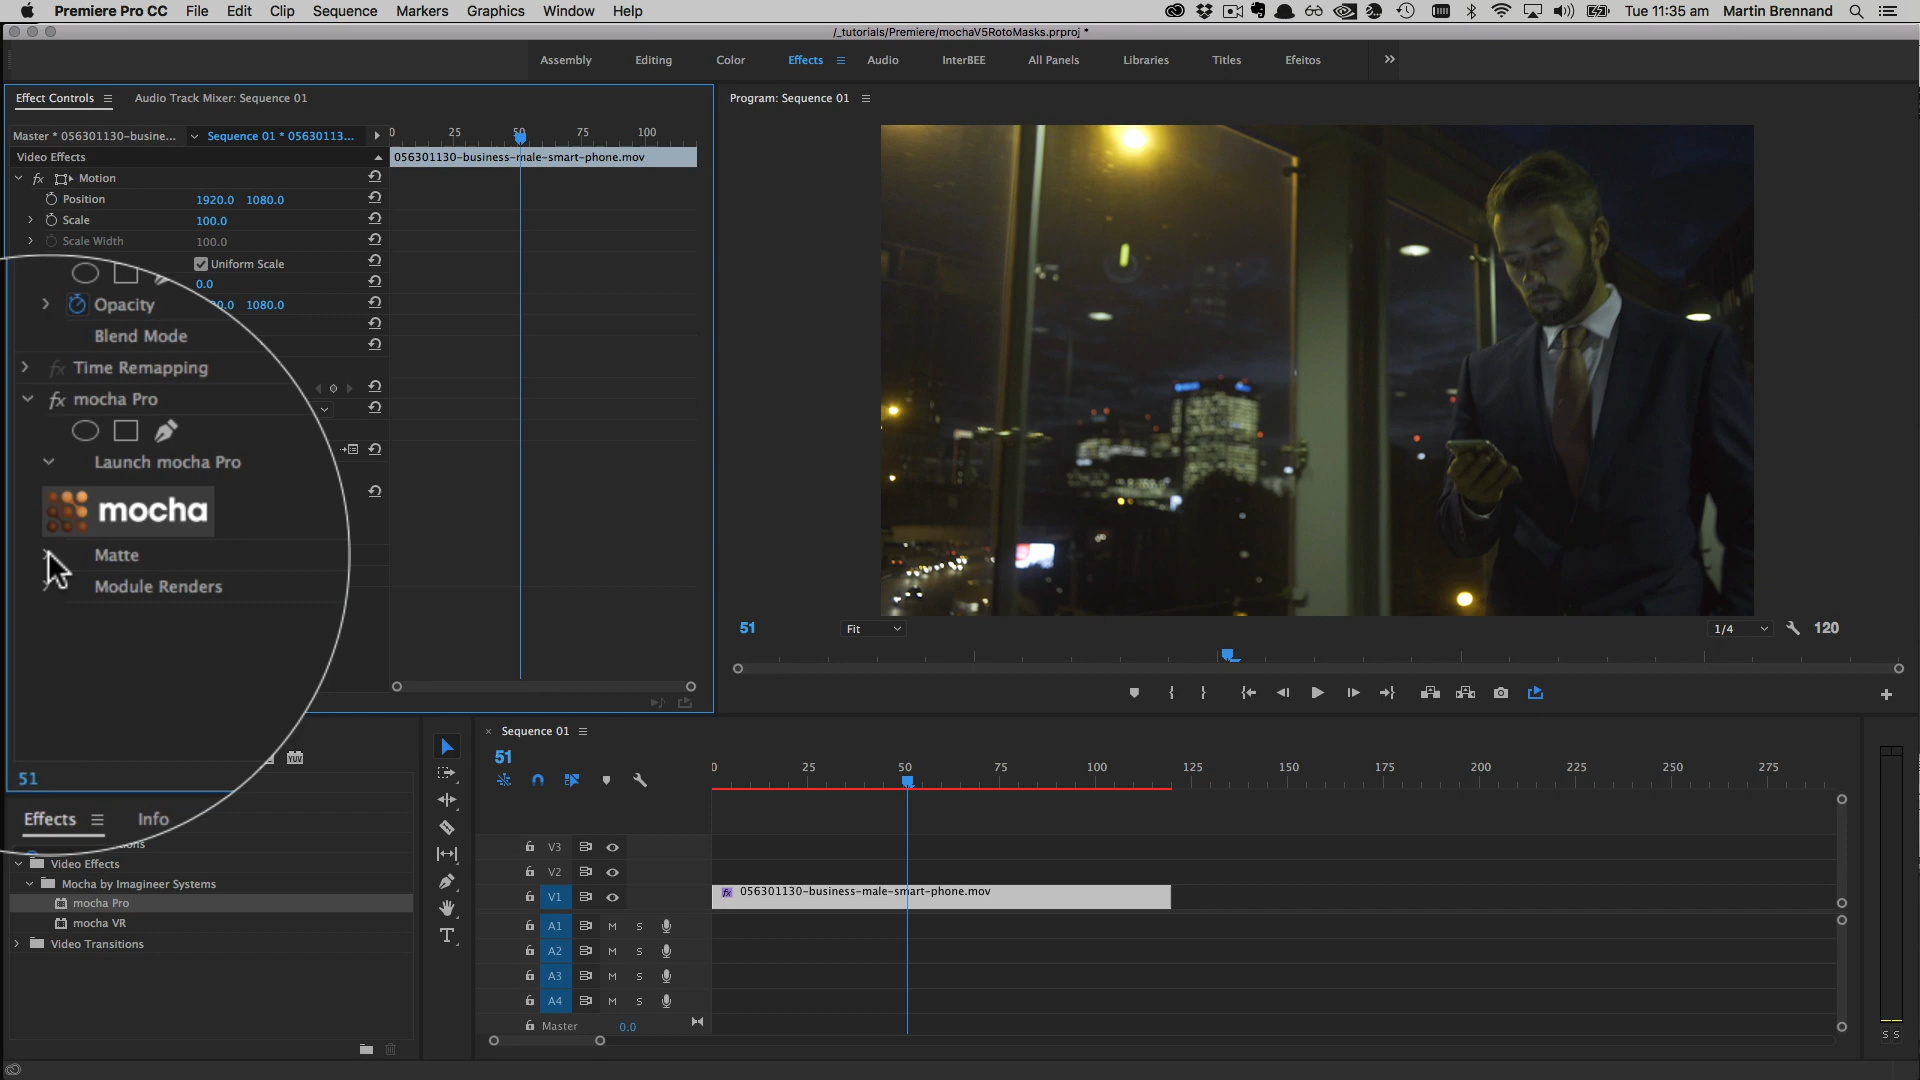 Premiere Pro CC File Edit Clip Sequence Markers Graphics Window Help Tue 11:35 am Martin Brennand
/_tutorials/Premiere/mochaV5RotoMasks.prproj *
Assembly Editing Color Effects Audio InterBEE All Panels Libraries Titles Efeitos
Effect Controls Audio Track Mixer: Sequence 01
Master * 056301130-busine... Sequence 01 * 05630113...
0 25 50 75 100
Video Effects
056301130-business-male-smart-phone.mov
fx Motion
Position 1920.0 1080.0
Scale 100.0
Scale Width 100.0
Uniform Scale
0.0
1080.0
Opacity
Blend Mode
fx Time Remapping
fx mocha Pro
Launch mocha Pro
mocha
Matte
Module Renders
51
Effects Info
Video Effects
Mocha by Imagineer Systems
mocha Pro
mocha VR
Video Transitions
YUV
Program: Sequence 01
51 Fit 1/4 120
Sequence 01
51
0 25 50 75 100 125 150 175 200 225 250 275
V3
V2
V1 fx 056301130-business-male-smart-phone.mov
A1 M S
A2 M S
A3 M S
A4 M S
Master 0.0
S S